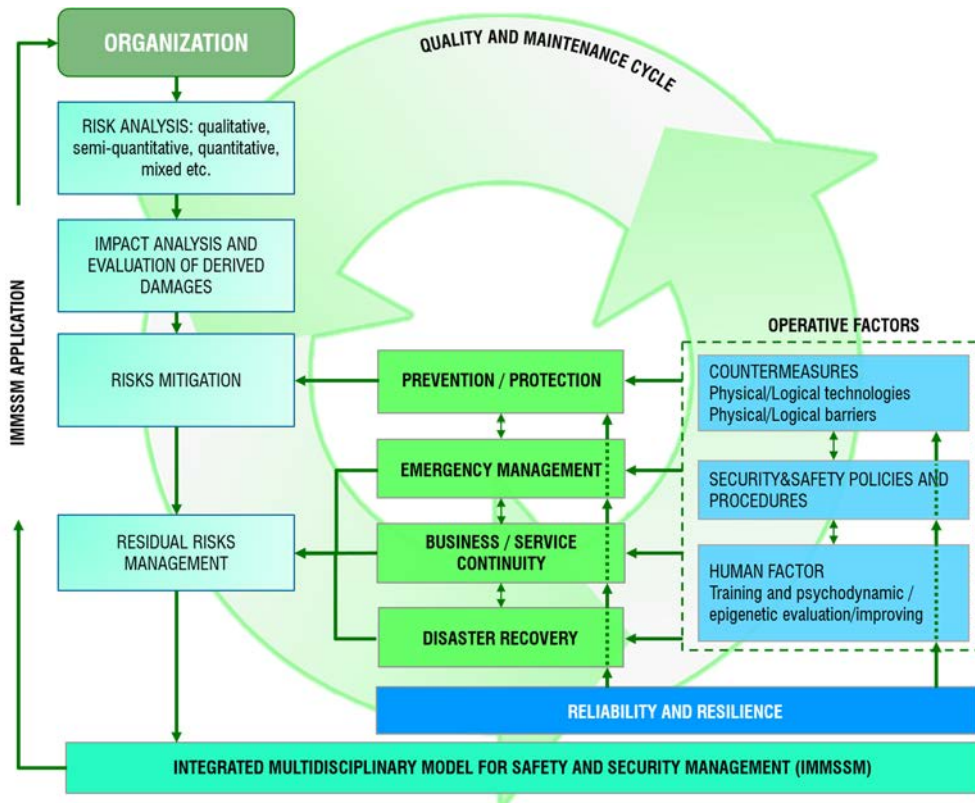 ORGANIZATION
QUALITY AND MAINTENANCE CYCLE
RISK ANALYSIS: qualitative,
semi-quantitative, quantitative,
mixed etc.
IMPACT ANALYSIS AND
EVALUATION OF DERIVED
DAMAGES
IMMSSM APPLICATION
RISKS MITIGATION
RESIDUAL RISKS
MANAGEMENT
PREVENTION / PROTECTION
EMERGENCY MANAGEMENT
BUSINESS / SERVICE
CONTINUITY
DISASTER RECOVERY
OPERATIVE FACTORS
COUNTERMEASURES
Physical/Logical technologies
Physical/Logical barriers
SECURITY&SAFETY POLICIES AND
PROCEDURES
HUMAN FACTOR
Training and psychodynamic /
epigenetic evaluation/improving
RELIABILITY AND RESILIENCE
INTEGRATED MULTIDISCIPLINARY MODEL FOR SAFETY AND SECURITY MANAGEMENT (IMMSSM)